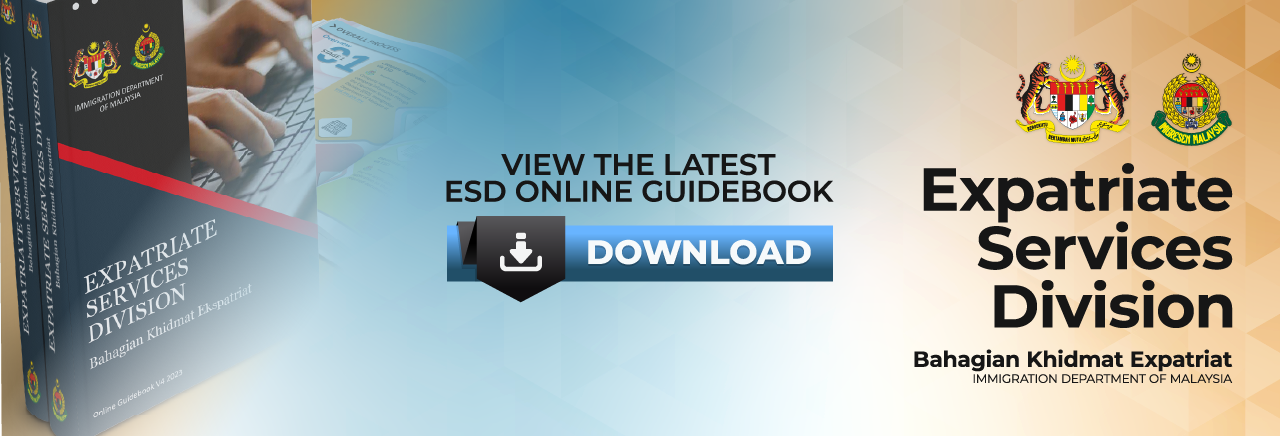 EXPATRIATE SERVICES DIVISION
Bahagian Khidmat Ekspatriat
EXPATRIATE SERVICES DIVISION
Bahagian Khidmat Ekspatriat
IMMIGRATION DEPARTMENT
OF MALAYSIA
EXPATRIATE
SERVICES
DIVISION
Bahagian Khidmat Ekspatriat
Online Guidebook V4 2023
OVERALL PROCESS
01
VIEW THE LATEST
ESD ONLINE GUIDEBOOK
DOWNLOAD
BERSEKUTU BERTAMBAH MUTU
IMIGRESEN MALAYSIA
Expatriate
Services
Division
Bahagian Khidmat Expatriat
IMMIGRATION DEPARTMENT OF MALAYSIA